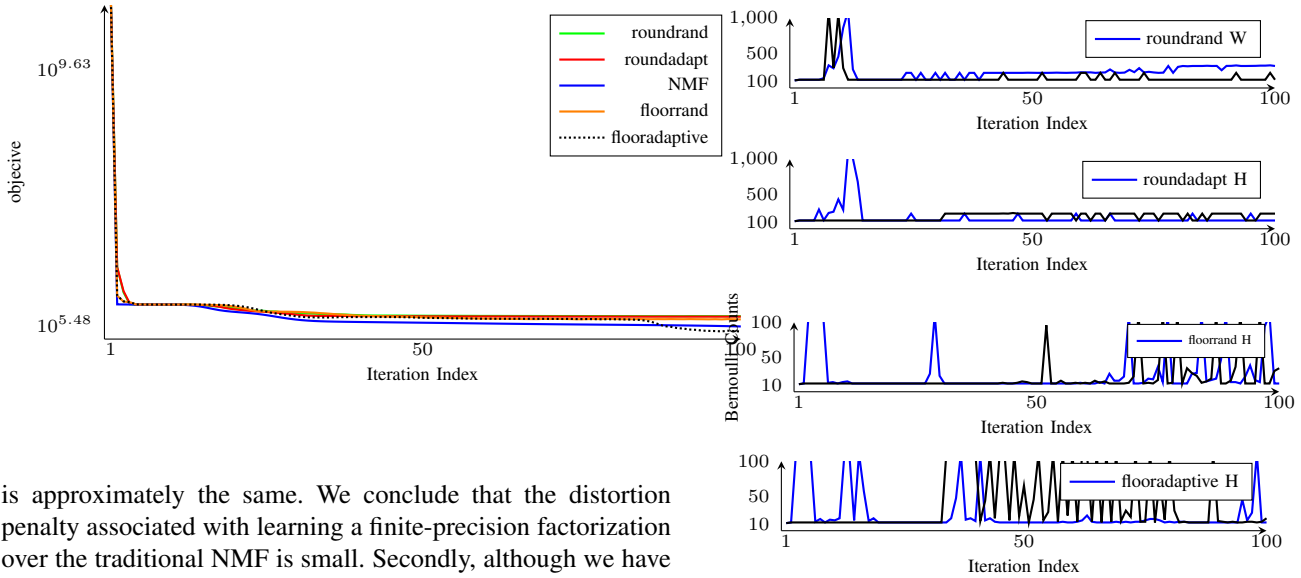 objecive
10^9.63
10^5.48
1
50
100
Iteration Index
roundrand
roundadapt
NMF
floorrand
flooradaptive
is approximately the same. We conclude that the distortion
penalty associated with learning a finite-precision factorization
over the traditional NMF is small. Secondly, although we have
1,000
500
100
1
50
100
Iteration Index
roundrand W
1,000
500
100
1
50
100
Iteration Index
roundadapt H
Bernoulli Counts
100
50
10
1
50
100
Iteration Index
floorrand H
100
50
10
1
50
100
Iteration Index
flooradaptive H